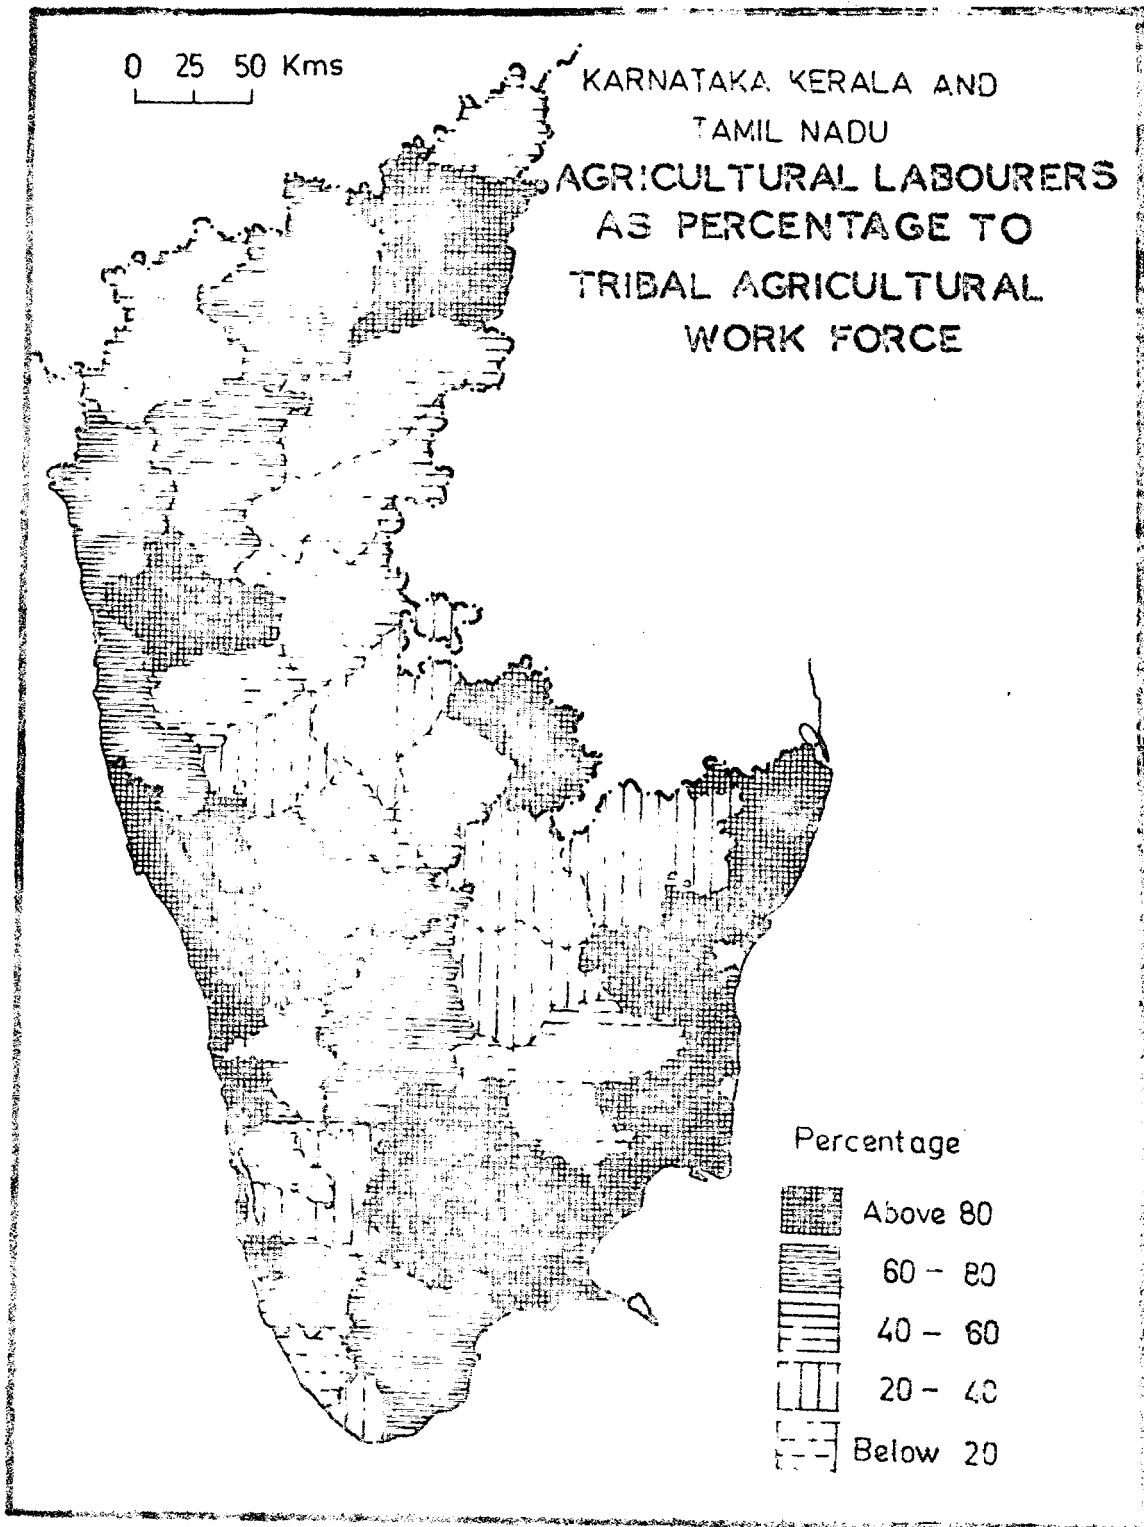 0 25 50 Kms
KARNATAKA KERALA AND
TAMIL NADU
AGRICULTURAL LABOURERS
AS PERCENTAGE TO
TRIBAL AGRICULTURAL
WORK FORCE
Percentage
Above 80
60 - 80
40 - 60
20 - 40
Below 20